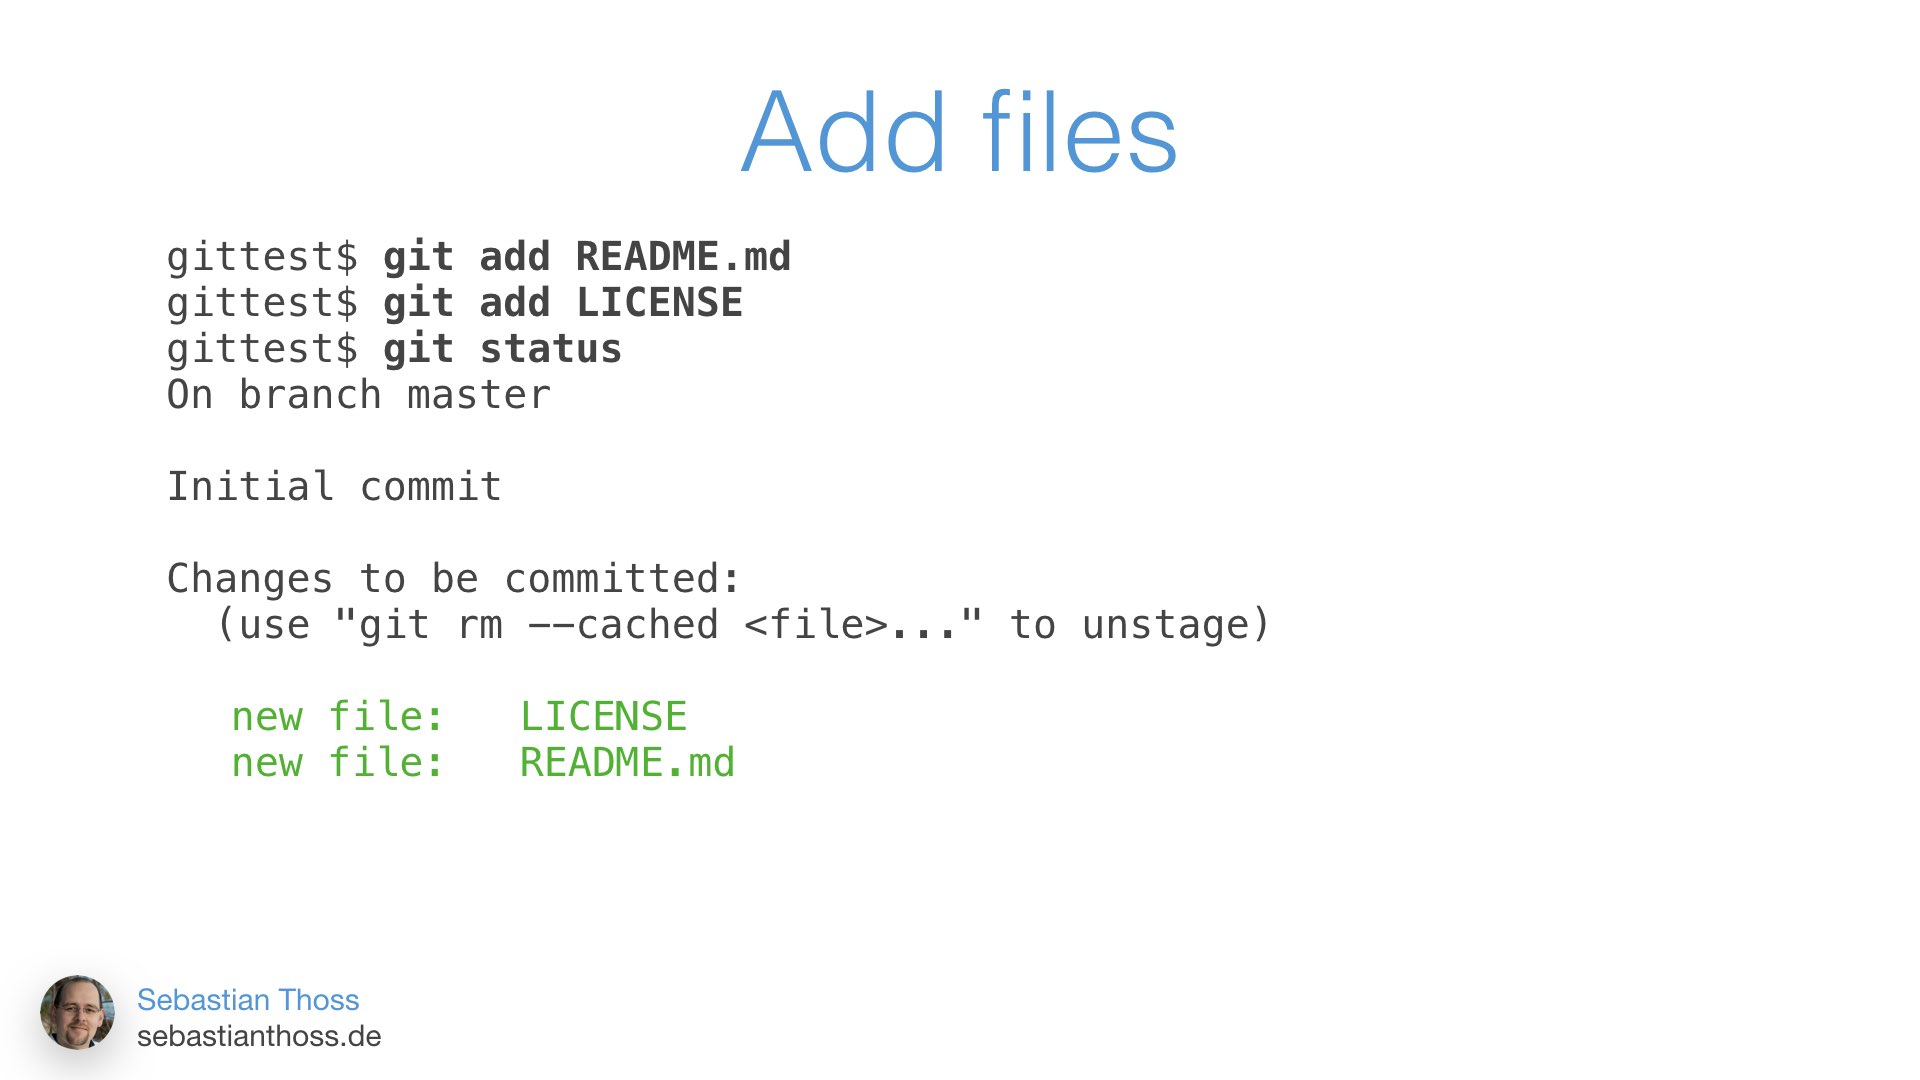 Add files
gittest$ git add README.md
gittest$ git add LICENSE
gittest$ git status
On branch master
Initial commit
Changes to be committed:
(use "git rm --cached <file>..." to unstage)
new file: LICENSE
new file: README.md
Sebastian Thoss
sebastianthoss.de